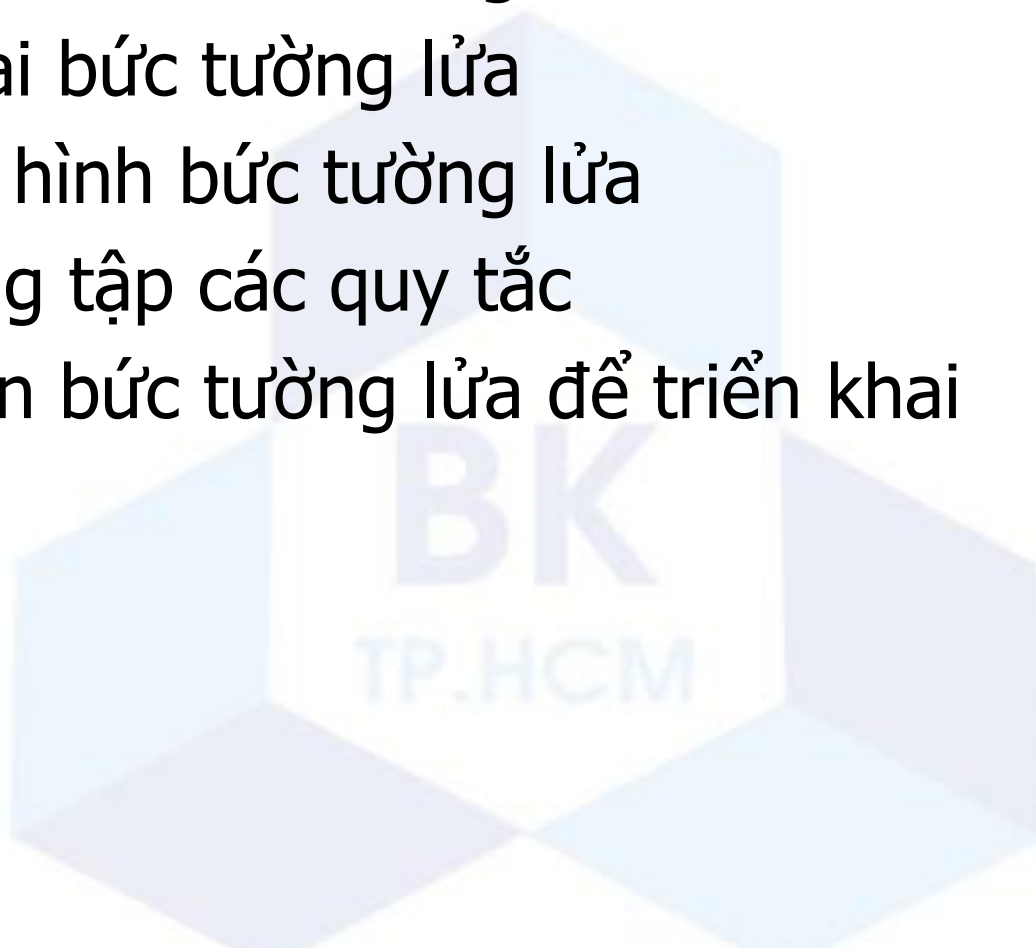 ai bức tường lửa
hình bức tường lửa
g tập các quy tắc
n bức tường lửa để triển khai
BK
TP.HCM